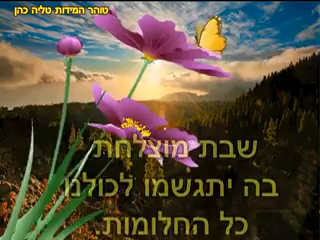 טוהר המידות טליה כהן
שבת מוצלחת
בה יתגשמו לכולנו
כל החלומות.